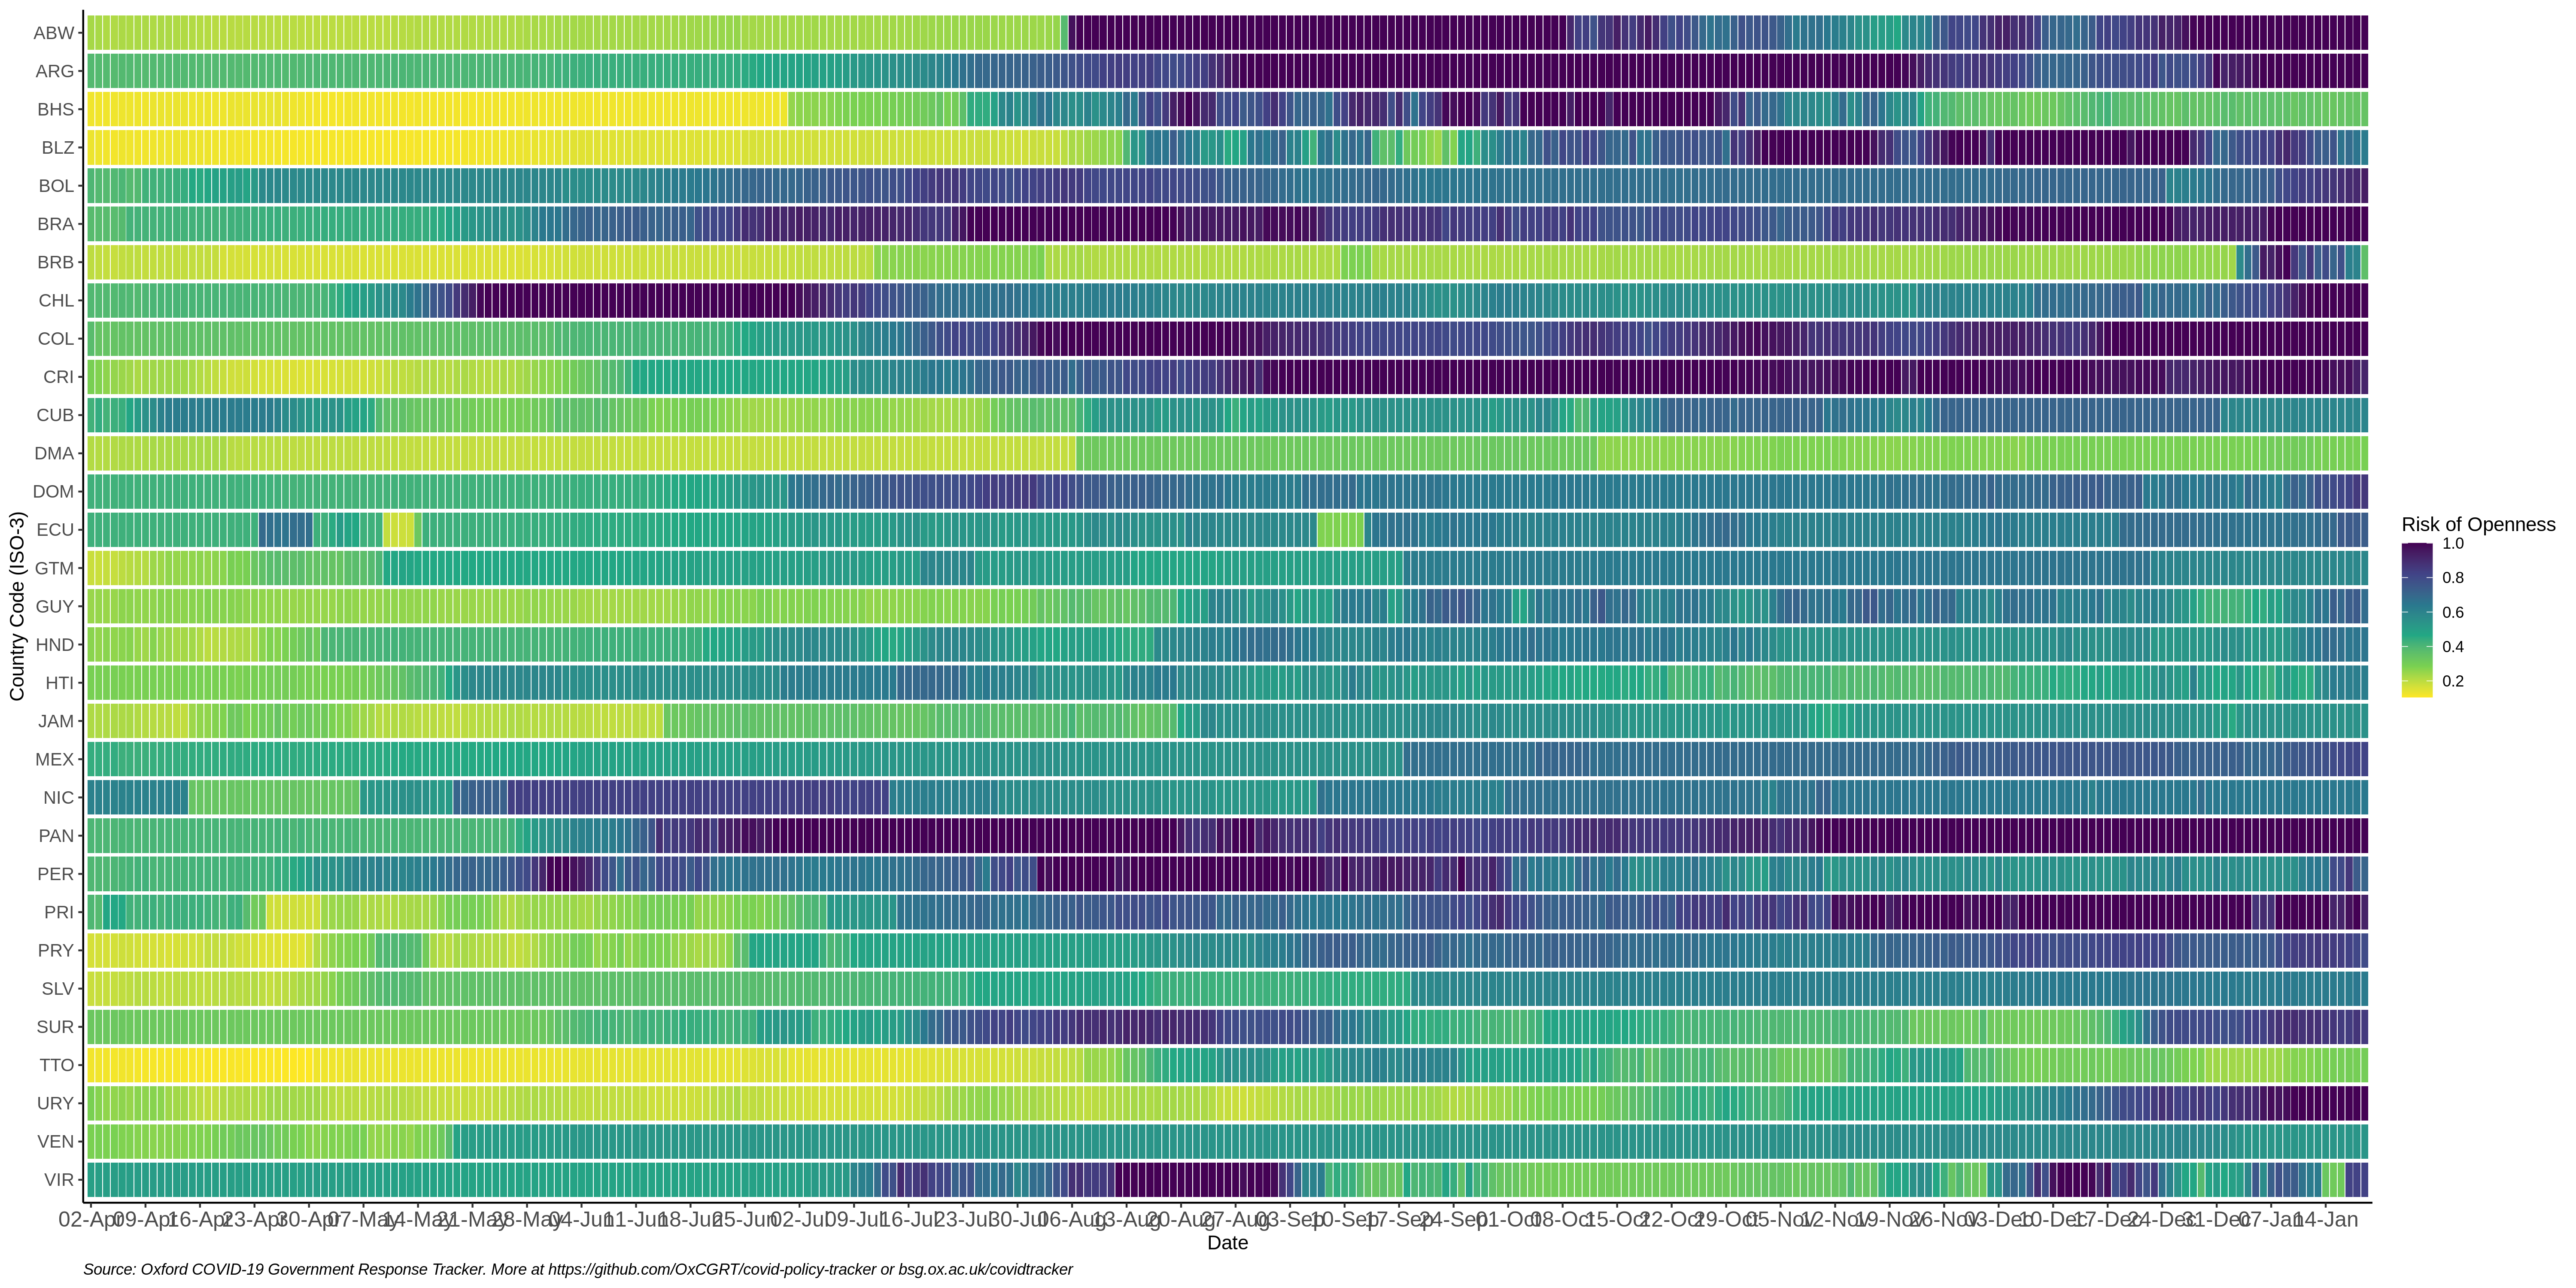 ABW
ARG
BHS
BLZ
BOL
BRA
BRB
CHL
COL
CRI
CUB
DMA
DOM
ECU
GTM
GUY
HND
HTI
JAM
MEX
NIC
PAN
PER
PRI
PRY
SLV
SUR
TTO
URY
VEN
VIR
Country Code (ISO-3)
Risk of Openness
1.0
0.8
0.6
0.4
0.2
02-Apr 09-Apr 16-Apr 23-Apr 30-Apr 07-May 14-May 21-May 28-May 04-Jun 11-Jun 18-Jun 25-Jun 02-Jul 09-Jul 16-Jul 23-Jul 30-Jul 06-Aug 13-Aug 20-Aug 27-Aug 03-Sep 10-Sep 17-Sep 24-Sep 01-Oct 08-Oct 15-Oct 22-Oct 29-Oct 05-Nov 12-Nov 19-Nov 26-Nov 03-Dec 10-Dec 17-Dec 24-Dec 31-Dec 07-Jan 14-Jan
Date
Source: Oxford COVID-19 Government Response Tracker. More at https://github.com/OxCGRT/covid-policy-tracker or bsg.ox.ac.uk/covidtracker